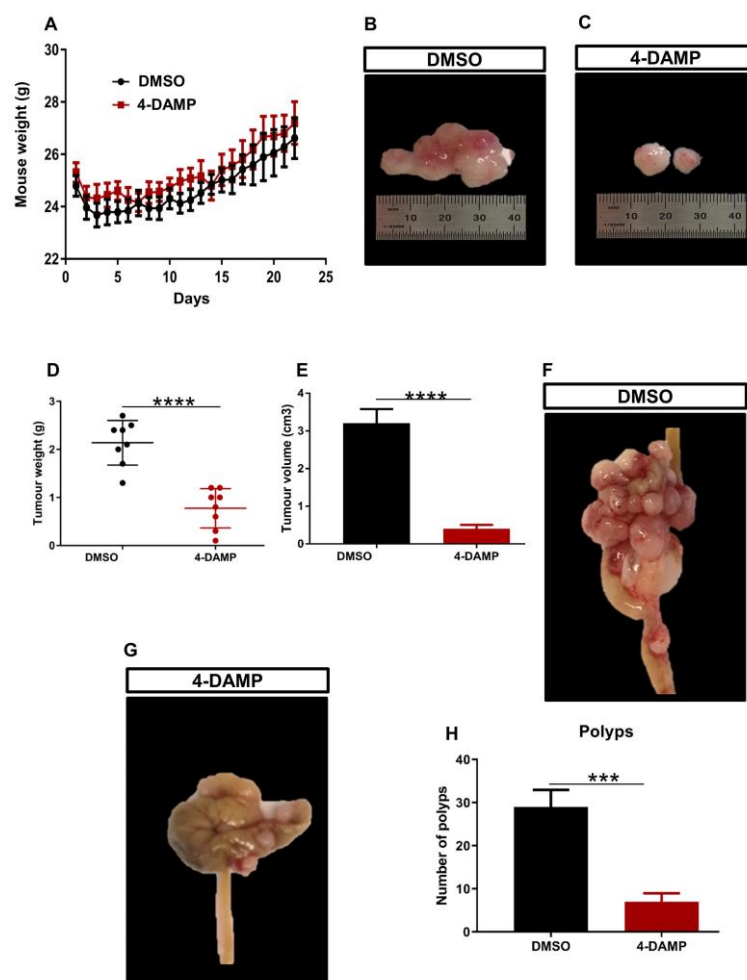 A
30
28
26
24
22
Mouse weight (g)
DMSO
4-DAMP
0
5
10
15
20
25
Days
B
DMSO
10
20
30
40
C
4-DAMP
10
20
30
40
D
3
2
1
0
Tumour weight (g)
****
DMSO
4-DAMP
E
4
3
2
1
0
Tumour volume (cm3)
****
DMSO
4-DAMP
F
DMSO
G
4-DAMP
H
Polyps
40
30
20
10
0
Number of polyps
***
DMSO
4-DAMP